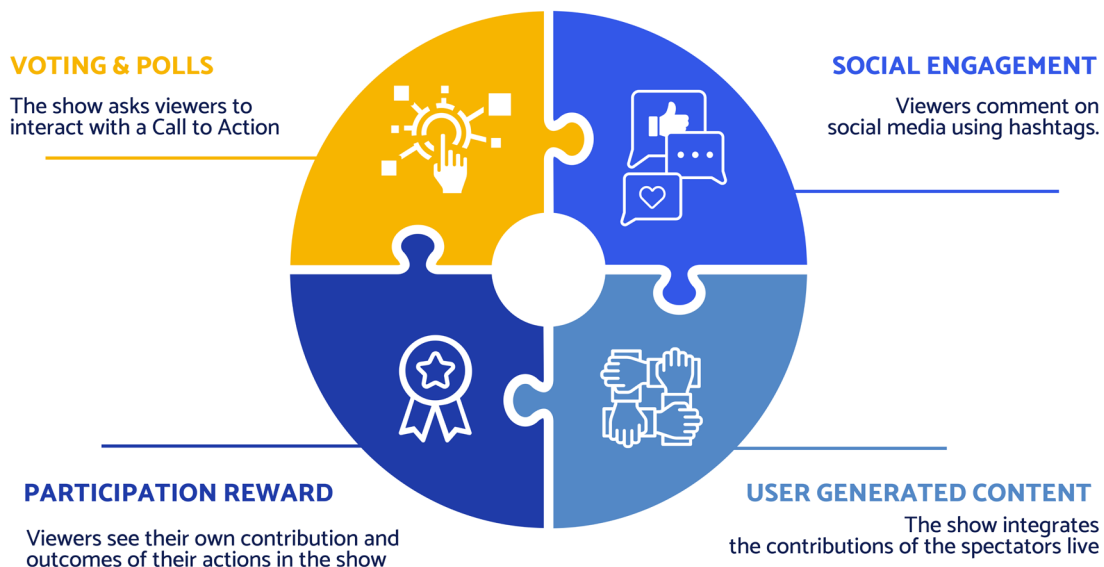 VOTING & POLLS
The show asks viewers to
interact with a Call to Action
SOCIAL ENGAGEMENT
Viewers comment on
social media using hashtags.
PARTICIPATION REWARD
Viewers see their own contribution and
outcomes of their actions in the show
USER GENERATED CONTENT
The show integrates
the contributions of the spectators live